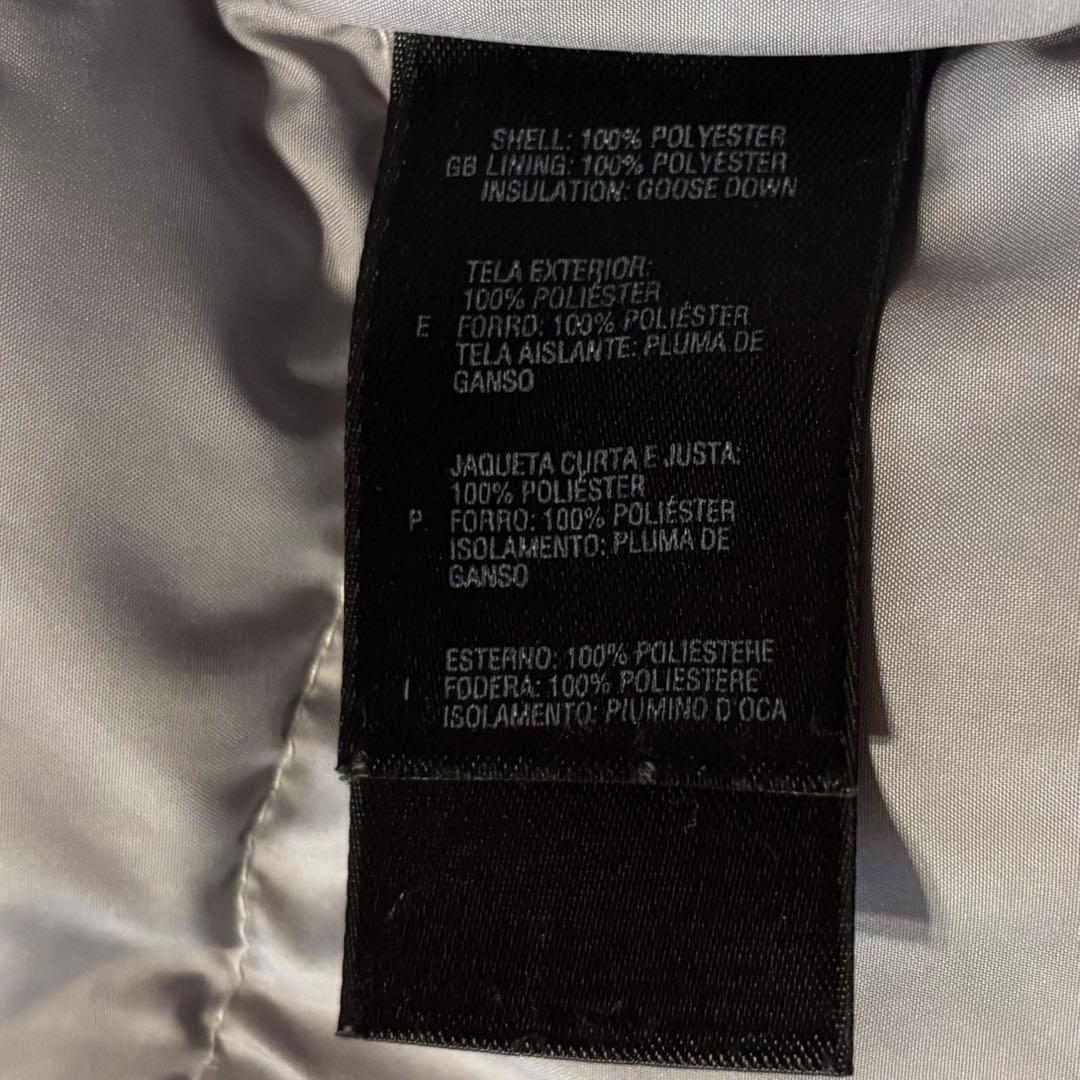 SHELL: 100% POLYESTER
GB LINING: 100% POLYESTER
INSULATION: GOOSE DOWN
TELA EXTERIOR:
100% POLIÉSTER
E FORRO: 100% POLIÉSTER
TELA AISLANTE: PLUMA DE
GANSO
JAQUETA CURTA E JUSTA:
100% POLIÉSTER
P. FORRO: 100% POLIÉSTER
ISOLAMENTO: PLUMA DE
GANSO
ESTERNO: 100% POLIESTERE
I FODERA: 100% POLIESTERE
ISOLAMENTO: PIUMINO D'OCA